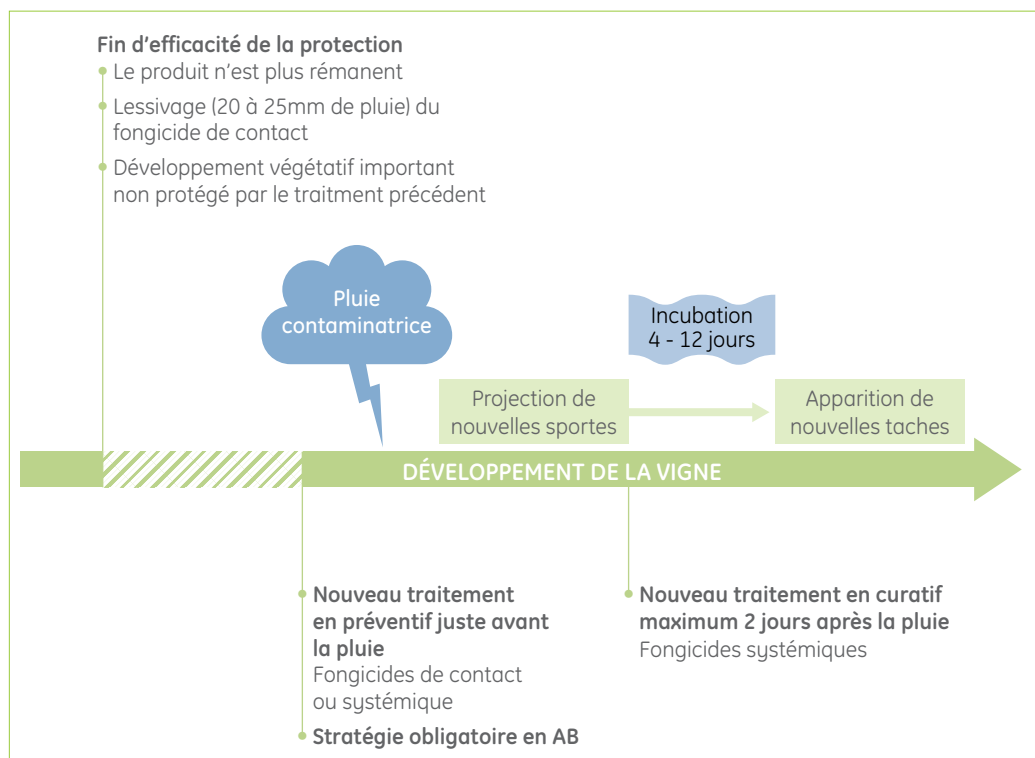 Fin d'efficacité de la protection
Le produit n'est plus rémanent
Lessivage (20 à 25mm de pluie) du
fongicide de contact
Développement végétatif important
non protégé par le traitment précédent
Pluie
contaminatrice
Incubation
4 - 12 jours
Projection de
nouvelles sportes
Apparition de
nouvelles taches
DÉVELOPPEMENT DE LA VIGNE
Nouveau traitement
en préventif juste avant
la pluie
Fongicides de contact
ou systémique
Stratégie obligatoire en AB
Nouveau traitement en curatif
maximum 2 jours après la pluie
Fongicides systémiques